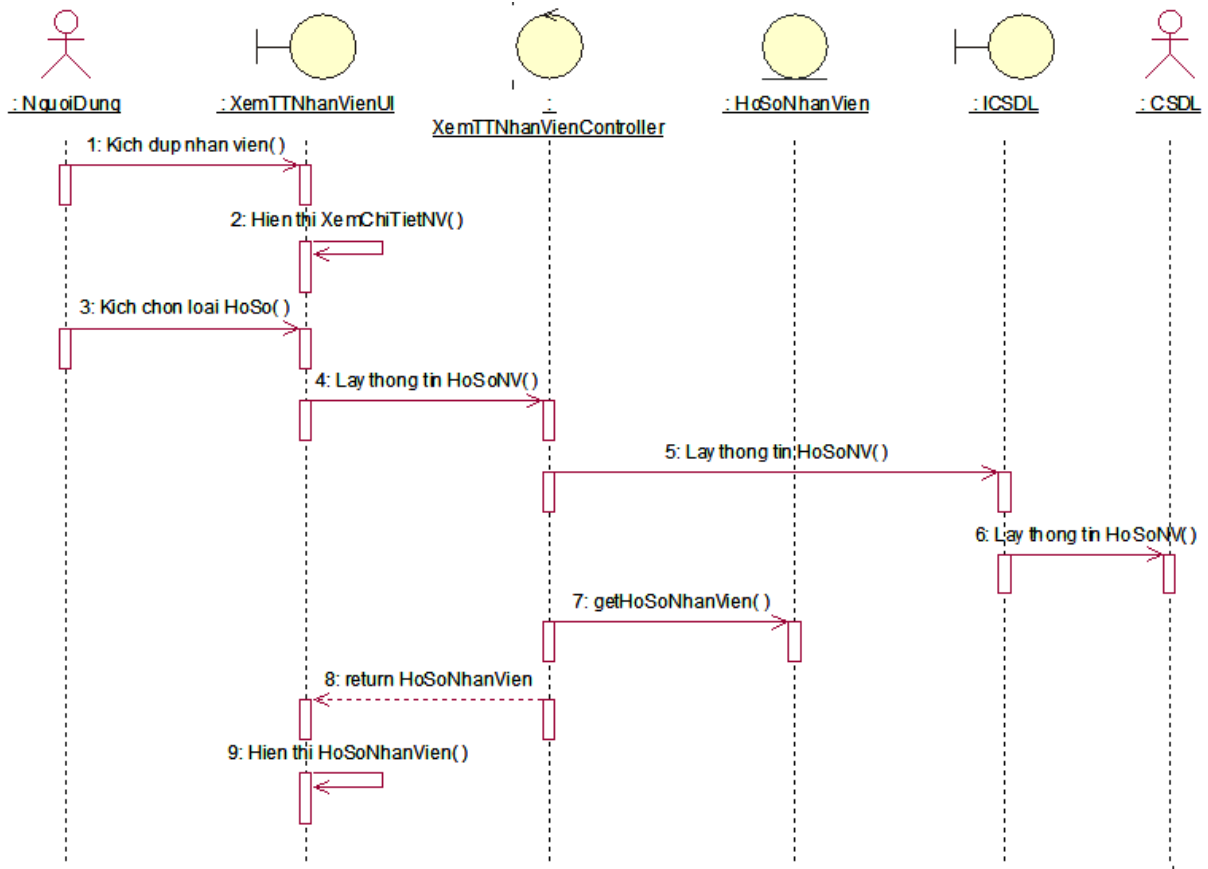 : NguoiDung
: XemTTNhanVienUI
:
XemTTNhanVienController
: HoSoNhanVien
: ICSDL
: CSDL
1: Kich dup nhan vien( )
2: Hien thi XemChiTietNV( )
3: Kich chon loai HoSo( )
4: Lay thong tin HoSoNV( )
5: Lay thong tin HoSoNV( )
6: Lay thong tin HoSoNV( )
7: getHoSoNhanVien( )
8: return HoSoNhanVien
9: Hien thi HoSoNhanVien( )